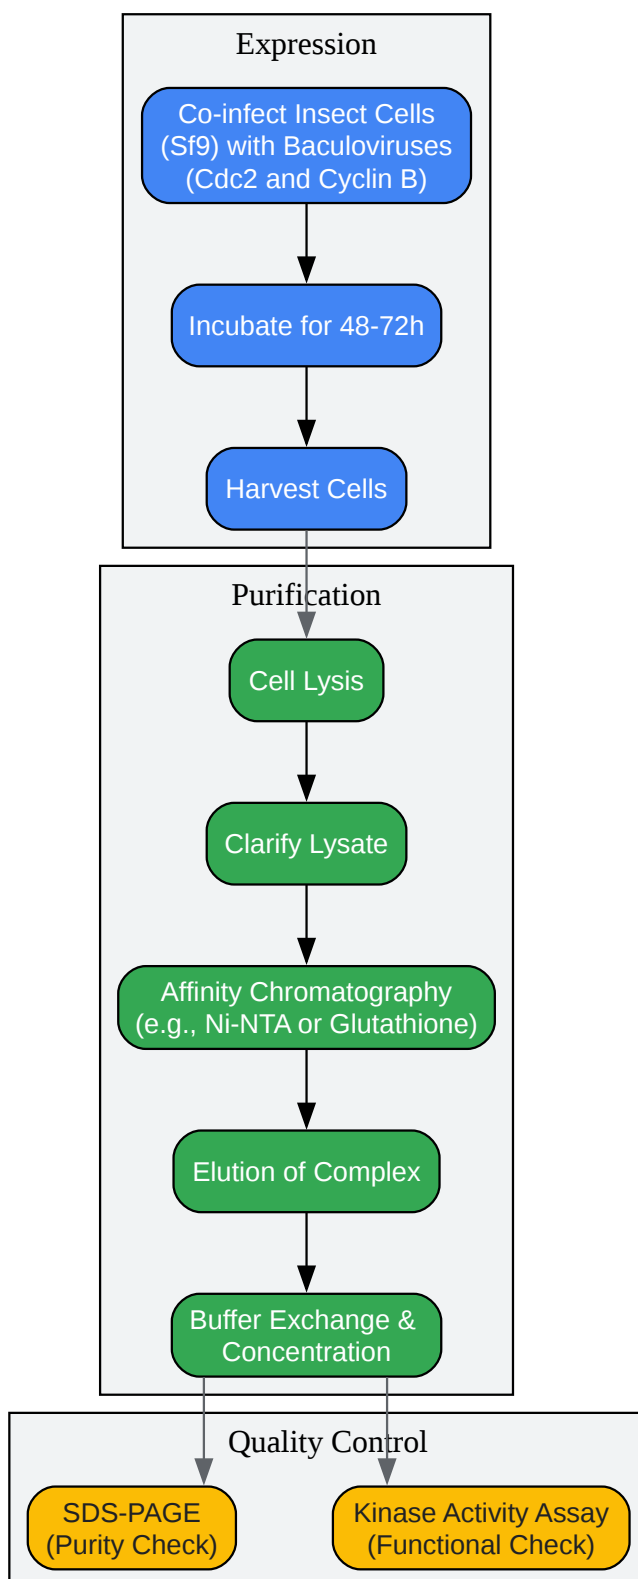 Expression
Co-infect Insect Cells
(Sf9) with Baculoviruses
(Cdc2 and Cyclin B)
Incubate for 48-72h
Harvest Cells
Purification
Cell Lysis
Clarify Lysate
Affinity Chromatography
(e.g., Ni-NTA or Glutathione)
Elution of Complex
Buffer Exchange &
Concentration
Quality Control
SDS-PAGE
(Purity Check)
Kinase Activity Assay
(Functional Check)